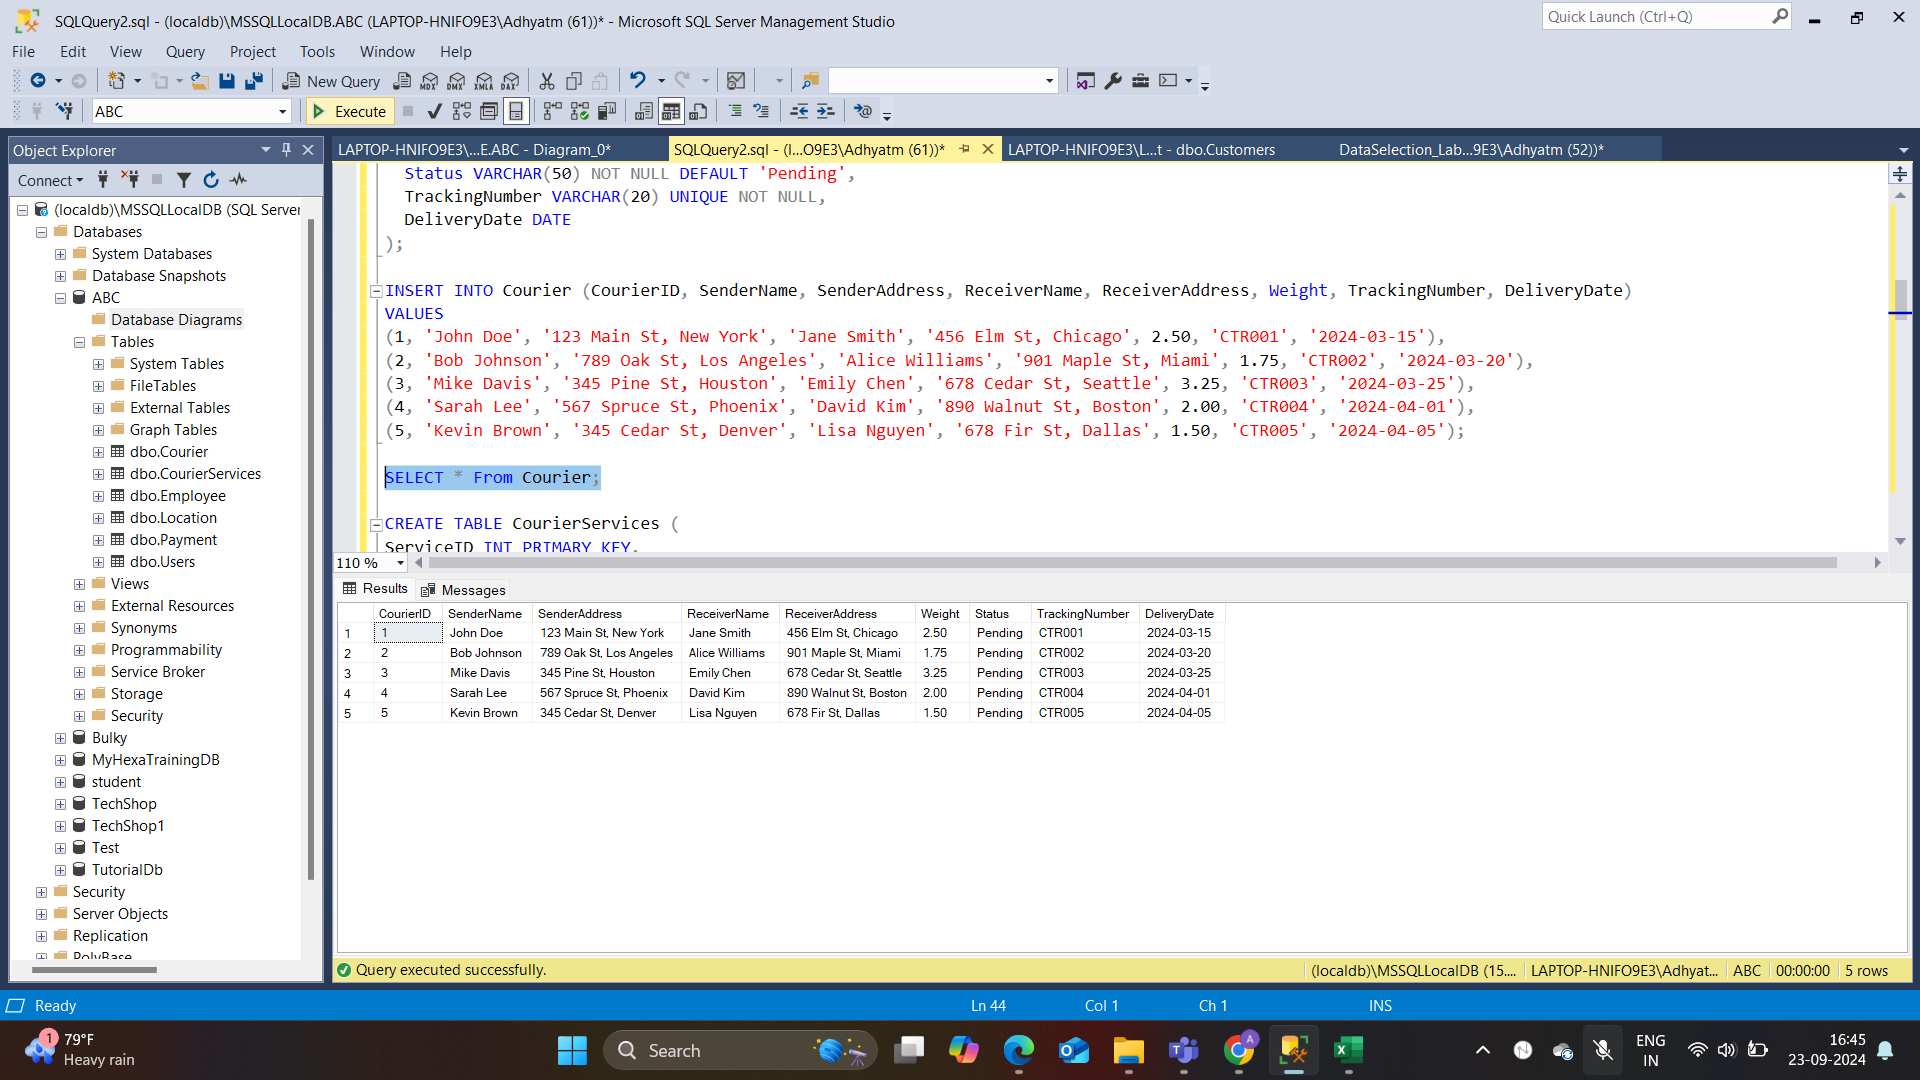 SQLQuery2.sql - (localdb)\MSSQLLocalDB.ABC (LAPTOP-HNIFO9E3\Adhyatm (61))* - Microsoft SQL Server Management Studio
Quick Launch (Ctrl+Q)
File Edit View Query Project Tools Window Help
New Query
MDX DMX XMLA DAX
ABC
Execute
Object Explorer
LAPTOP-HNIFO9E3\...E.ABC - Diagram_0*
SQLQuery2.sql - (l...O9E3\Adhyatm (61))*
LAPTOP-HNIFO9E3\L...t - dbo.Customers
DataSelection_Lab...9E3\Adhyatm (52))*
Connect
(localdb)\MSSQLLocalDB (SQL Server
Databases
System Databases
Database Snapshots
ABC
Database Diagrams
Tables
System Tables
FileTables
External Tables
Graph Tables
dbo.Courier
dbo.CourierServices
dbo.Employee
dbo.Location
dbo.Payment
dbo.Users
Views
External Resources
Synonyms
Programmability
Service Broker
Storage
Security
Bulky
MyHexaTrainingDB
student
TechShop
TechShop1
Test
TutorialDb
Security
Server Objects
Replication
PolyBase
Status VARCHAR(50) NOT NULL DEFAULT 'Pending',
TrackingNumber VARCHAR(20) UNIQUE NOT NULL,
DeliveryDate DATE
);
INSERT INTO Courier (CourierID, SenderName, SenderAddress, ReceiverName, ReceiverAddress, Weight, TrackingNumber, DeliveryDate)
VALUES
(1, 'John Doe', '123 Main St, New York', 'Jane Smith', '456 Elm St, Chicago', 2.50, 'CTR001', '2024-03-15'),
(2, 'Bob Johnson', '789 Oak St, Los Angeles', 'Alice Williams', '901 Maple St, Miami', 1.75, 'CTR002', '2024-03-20'),
(3, 'Mike Davis', '345 Pine St, Houston', 'Emily Chen', '678 Cedar St, Seattle', 3.25, 'CTR003', '2024-03-25'),
(4, 'Sarah Lee', '567 Spruce St, Phoenix', 'David Kim', '890 Walnut St, Boston', 2.00, 'CTR004', '2024-04-01'),
(5, 'Kevin Brown', '345 Cedar St, Denver', 'Lisa Nguyen', '678 Fir St, Dallas', 1.50, 'CTR005', '2024-04-05');
SELECT * From Courier;
CREATE TABLE CourierServices (
ServiceID INT PRIMARY KEY,
110 %
Results Messages
CourierID SenderName SenderAddress ReceiverName ReceiverAddress Weight Status TrackingNumber DeliveryDate
1 1 John Doe 123 Main St, New York Jane Smith 456 Elm St, Chicago 2.50 Pending CTR001 2024-03-15
2 2 Bob Johnson 789 Oak St, Los Angeles Alice Williams 901 Maple St, Miami 1.75 Pending CTR002 2024-03-20
3 3 Mike Davis 345 Pine St, Houston Emily Chen 678 Cedar St, Seattle 3.25 Pending CTR003 2024-03-25
4 4 Sarah Lee 567 Spruce St, Phoenix David Kim 890 Walnut St, Boston 2.00 Pending CTR004 2024-04-01
5 5 Kevin Brown 345 Cedar St, Denver Lisa Nguyen 678 Fir St, Dallas 1.50 Pending CTR005 2024-04-05
Query executed successfully.
(localdb)\MSSQLLocalDB (15.... LAPTOP-HNIFO9E3\Adhyat... ABC 00:00:00 5 rows
Ready
Ln 44 Col 1 Ch 1 INS
1
79°F
Heavy rain
Search
A
ENG
IN
16:45
23-09-2024